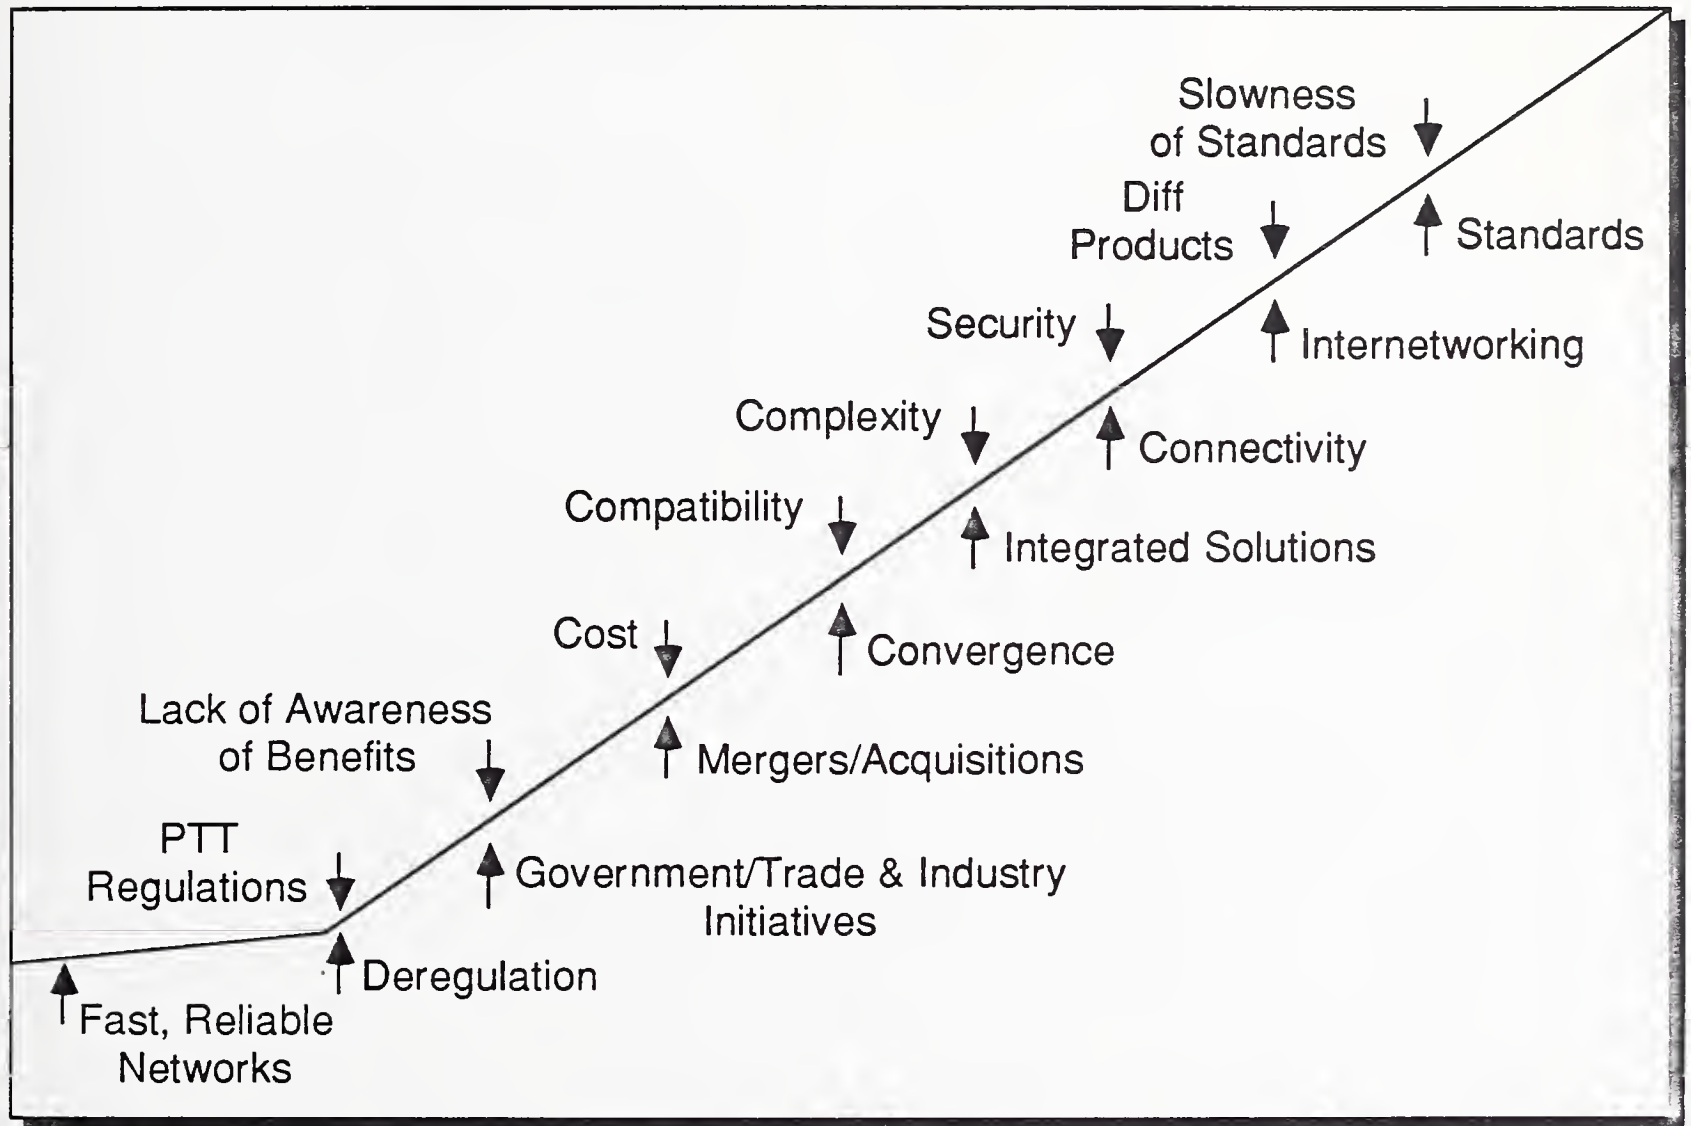 Slowness
of Standards
Diff
Products
Standards
Security
Internetworking
Complexity
Connectivity
Compatibility
Integrated Solutions
Cost
Convergence
Lack of Awareness
of Benefits
Mergers/Acquisitions
PTT
Regulations
Government/Trade & Industry
Initiatives
Deregulation
Fast, Reliable
Networks